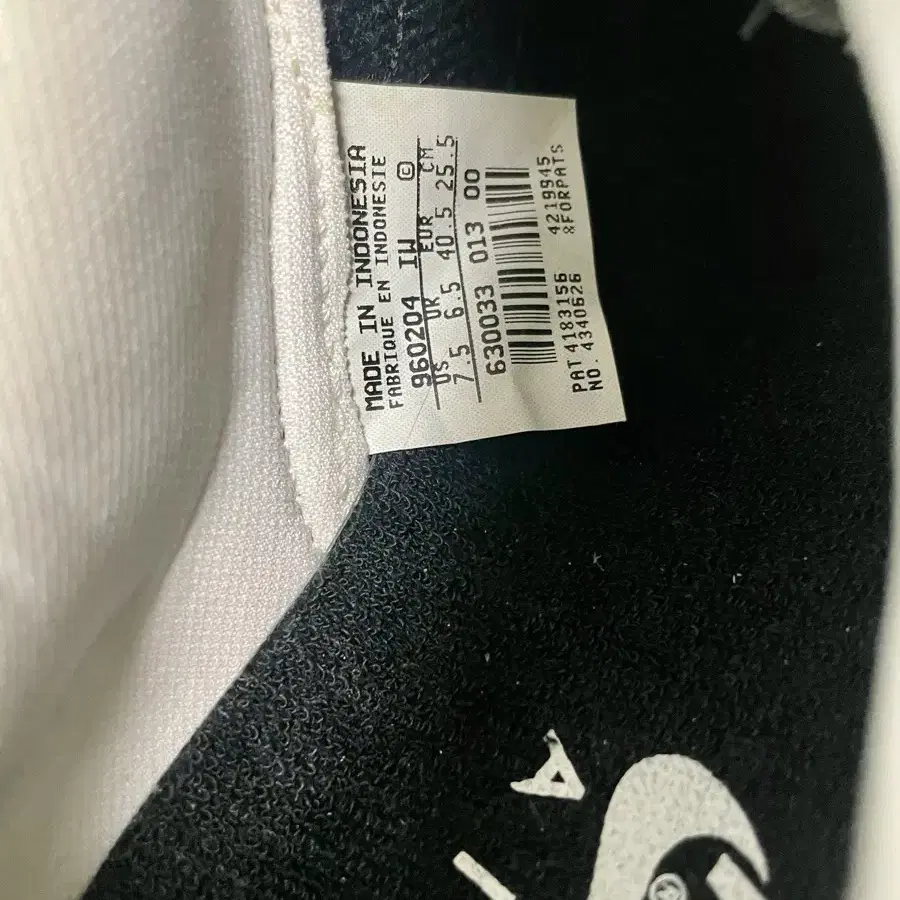 MADE IN INDONESIA
FABRIQUE EN INDONESIE
960204 IW ©
US UK EUR CM
7.5 6.5 40.5 25.5
630033 013 00
PAT 4183156 4219945
NO. 4340626 &FORPATS
A
®